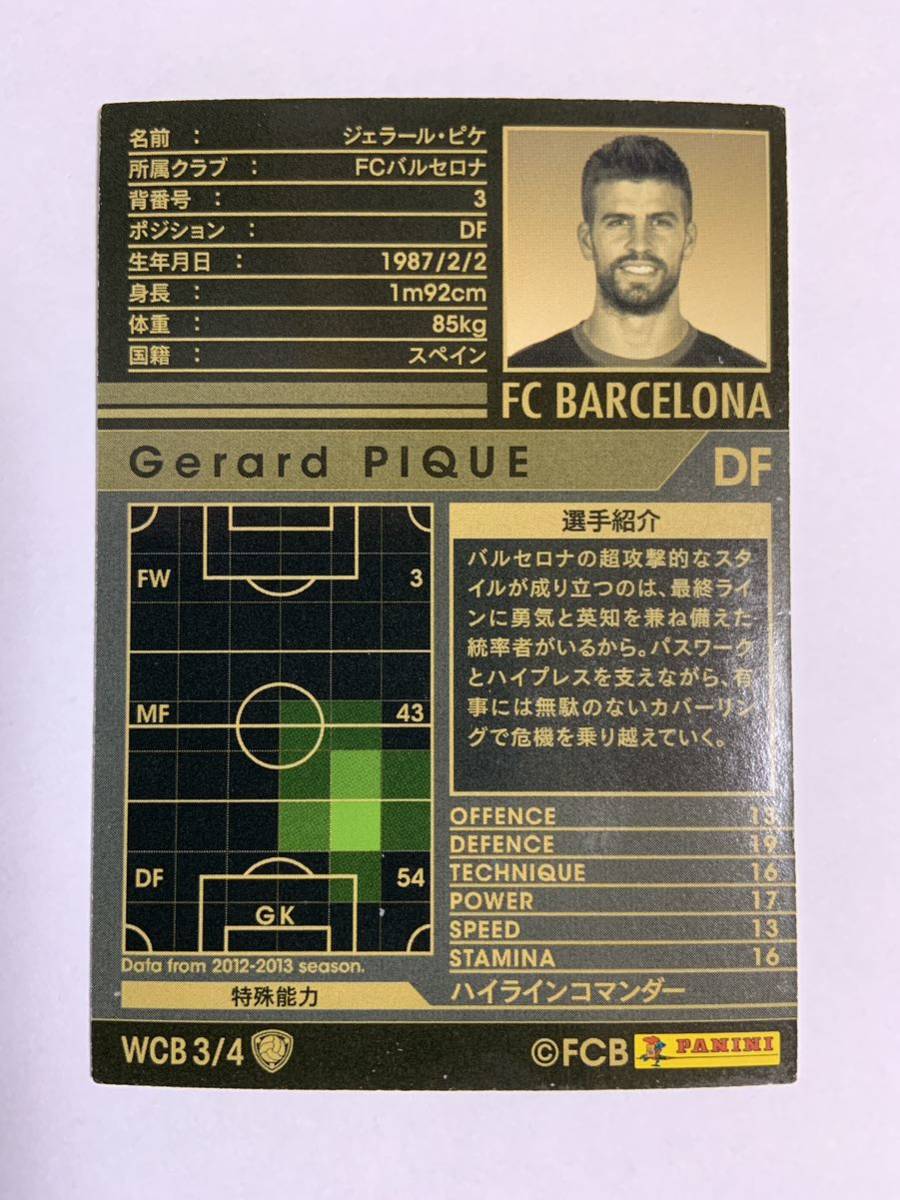 名前 : ジェラール・ピケ
所属クラブ : FCバルセロナ
背番号 : 3
ポジション : DF
生年月日 : 1987/2/2
身長 : 1m92cm
体重 : 85kg
国籍 : スペイン
FC BARCELONA
Gerard PIQUE DF
FW 3
MF 43
DF 54
GK
Data from 2012-2013 season.
選手紹介
バルセロナの超攻撃的なスタ
イルが成り立つのは、最終ライ
ンに勇気と英知を兼ね備えた
統率者がいるから。パスワーク
とハイプレスを支えながら、有
事には無駄のないカバーリン
グで危機を乗り越えていく。
OFFENCE 13
DEFENCE 19
TECHNIQUE 16
POWER 17
SPEED 13
STAMINA 16
特殊能力 ハイラインコマンダー
WCB 3/4 ©FCB PANINI